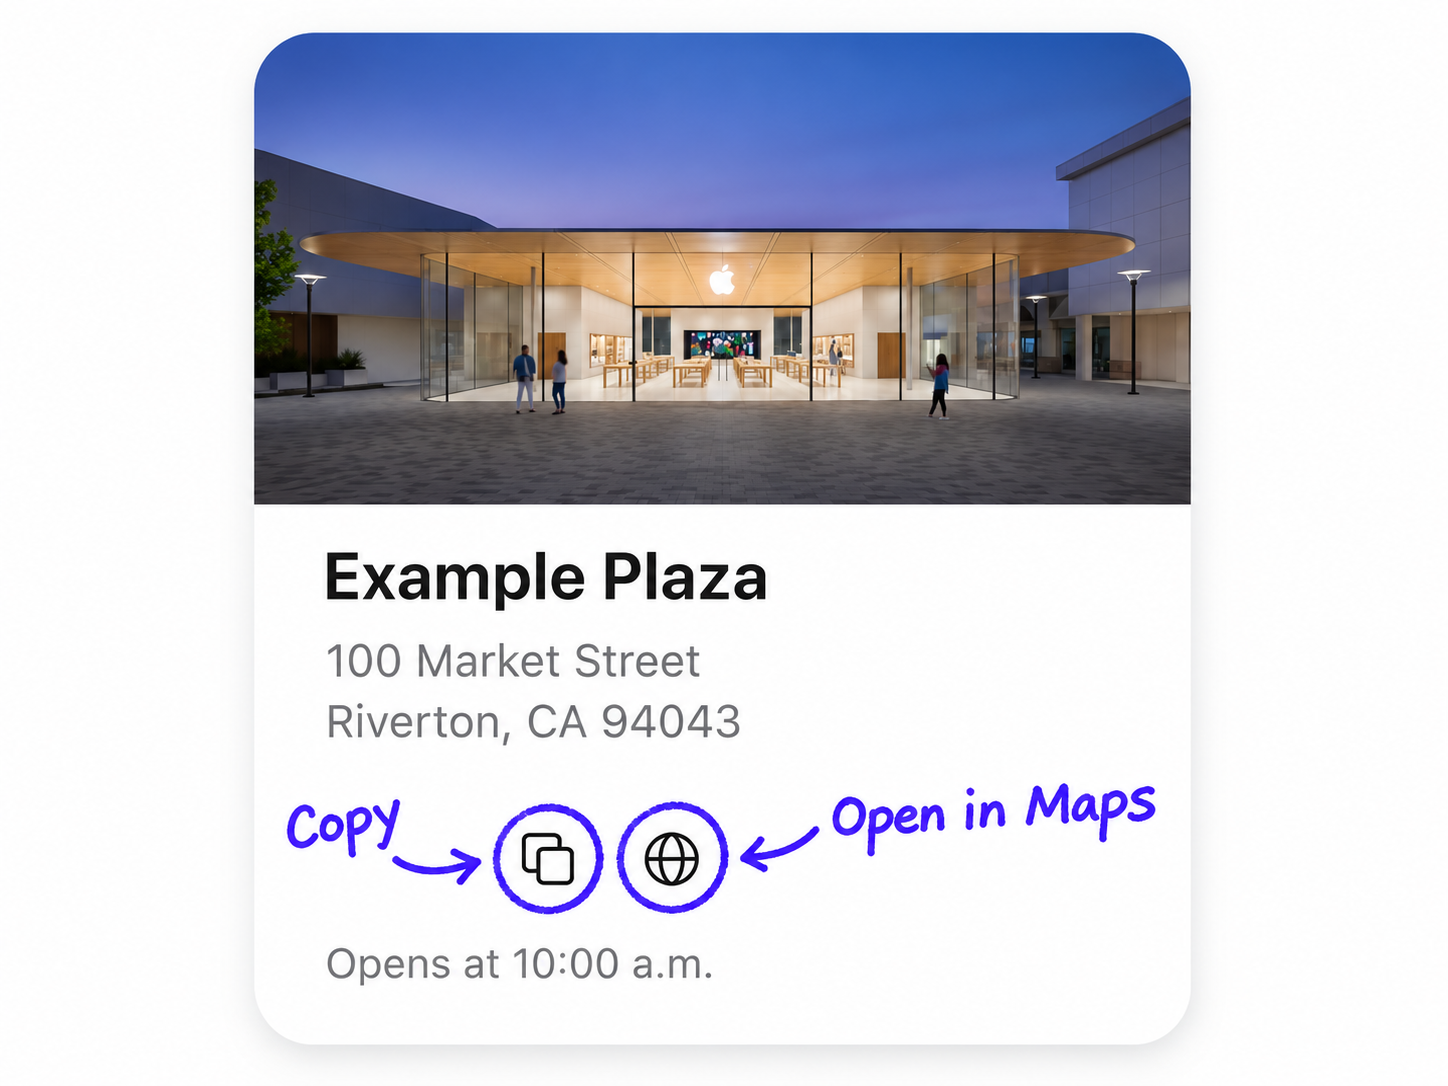 Example Plaza
100 Market Street
Riverton, CA 94043
Copy
Open in Maps
Opens at 10:00 a.m.